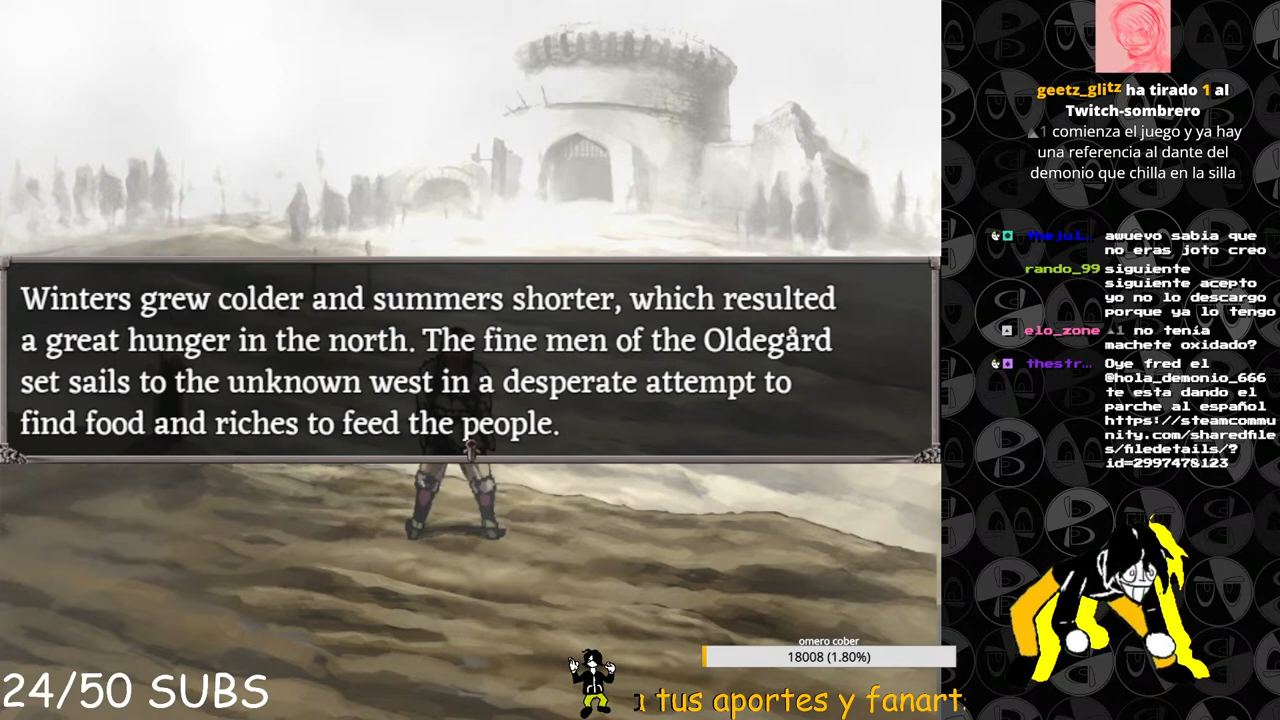 Winters grew colder and summers shorter, which resulted
a great hunger in the north. The fine men of the Oldegård
set sails to the unknown west in a desperate attempt to
find food and riches to feed the people.
geetz_glitz ha tirado 1 al
Twitch-sombrero
1 comienza el juego y ya hay
una referencia al dante del
demonio que chilla en la silla
thejul… awuevo sabia que
no eras joto creo
rando_99 siguiente
siguiente acepto
yo no lo descargo
porque ya lo tengo
elo_zone 1 no tenía
machete oxidado?
thestr… Oye fred el
@hola_demonio_666
te esta dando el
parche al español
https://steamcommu
nity.com/sharedfile
s/filedetails/?
id=2997478123
omero cober
18008 (1.80%)
24/50 SUBS
tus aportes y fanart